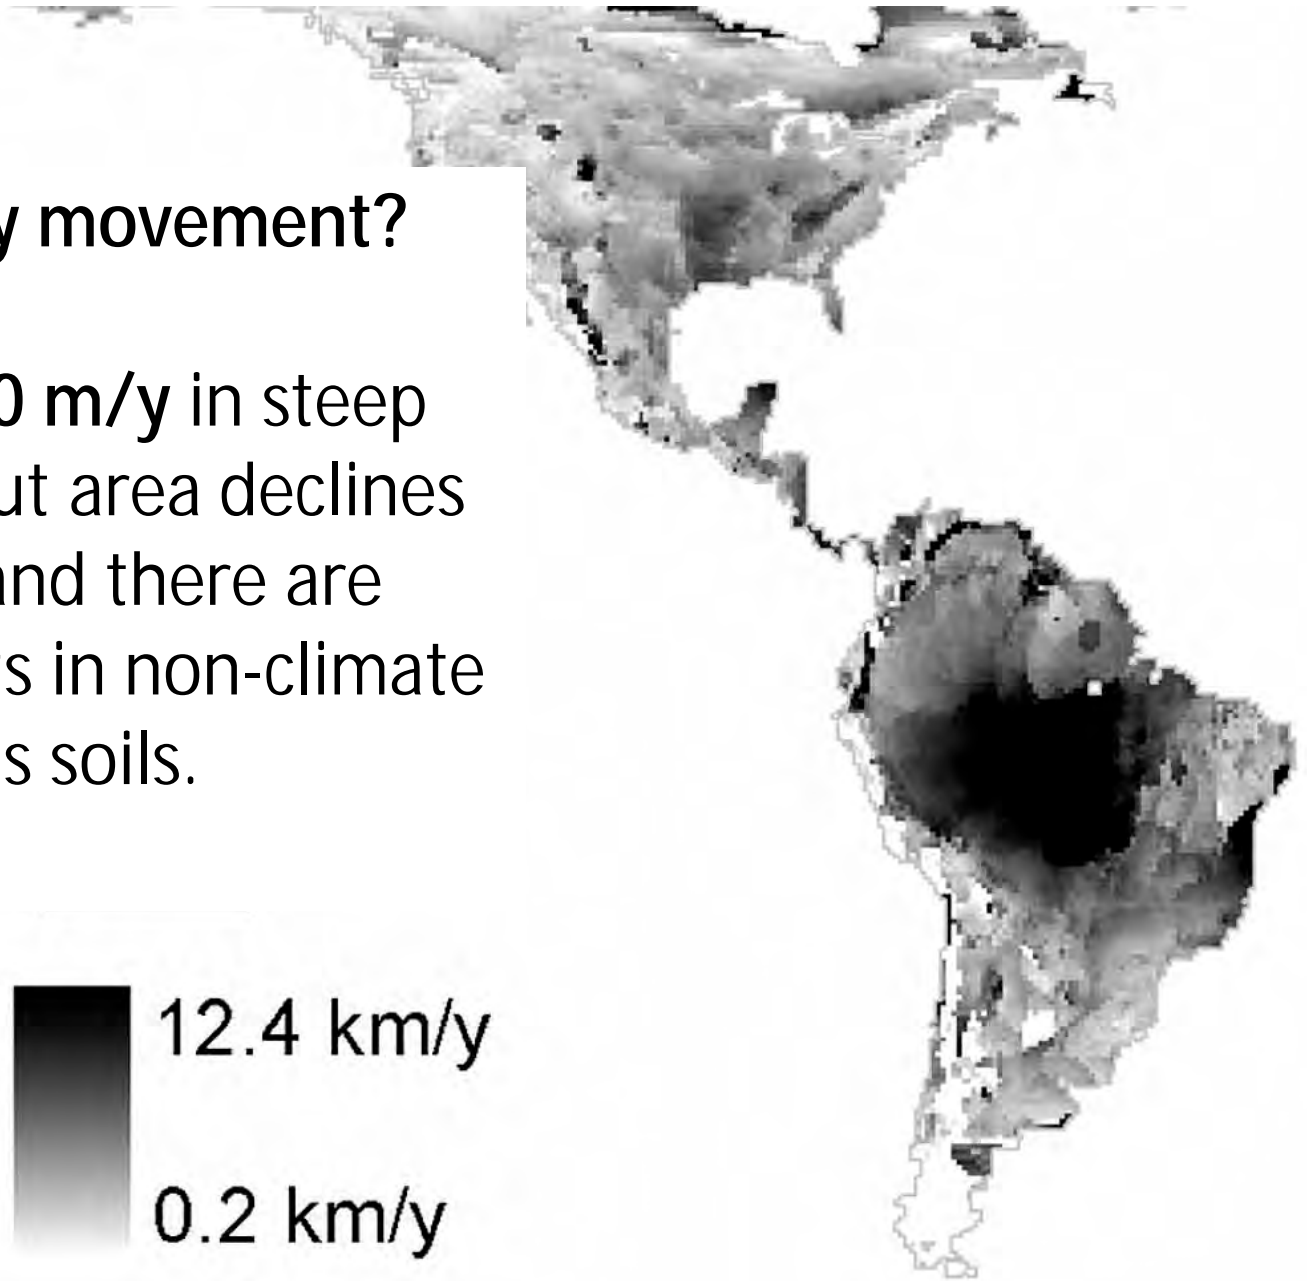 y movement?
0 m/y in steep
ut area declines
and there are
s in non-climate
s soils.
12.4 km/y
0.2 km/y